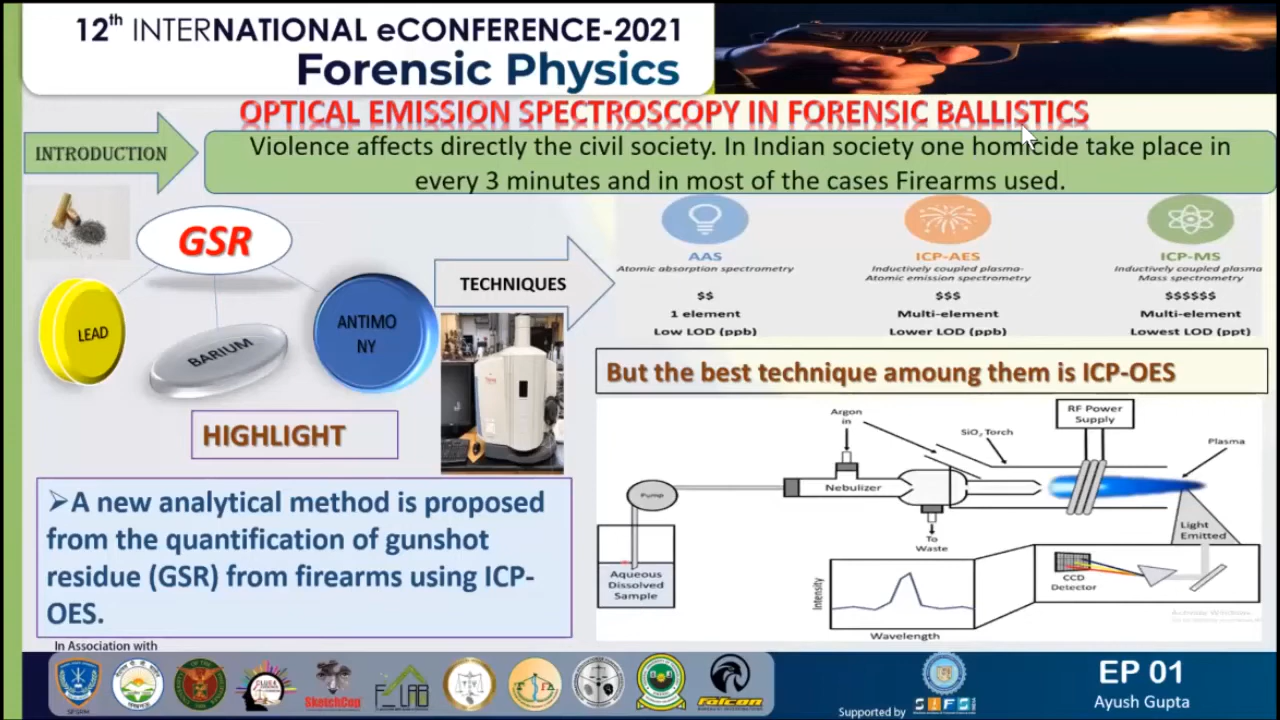 12th INTERNATIONAL eCONFERENCE-2021
Forensic Physics
OPTICAL EMISSION SPECTROSCOPY IN FORENSIC BALLISTICS
INTRODUCTION
Violence affects directly the civil society. In Indian society one homicide take place in
every 3 minutes and in most of the cases Firearms used.
GSR
LEAD
BARIUM
ANTIMO
NY
TECHNIQUES
AAS
Atomic absorption spectrometry
$$
1 element
Low LOD (ppb)
ICP-AES
Inductively coupled plasma-
Atomic emission spectrometry
$$$
Multi-element
Lower LOD (ppb)
ICP-MS
Inductively coupled plasma
Mass spectrometry
$$$$$$
Multi-element
Lowest LOD (ppt)
But the best technique amoung them is ICP-OES
HIGHLIGHT
➢A new analytical method is proposed
from the quantification of gunshot
residue (GSR) from firearms using ICP-
OES.
Argon
in
SiO2 Torch
RF Power
Supply
Plasma
Pump
Nebulizer
To
Waste
Light
Emitted
Aqueous
Dissolved
Sample
CCD
Detector
Intensity
Wavelength
In Association with
SketchCop
F LAB
Falcon
Supported by
SIFS
EP 01
Ayush Gupta